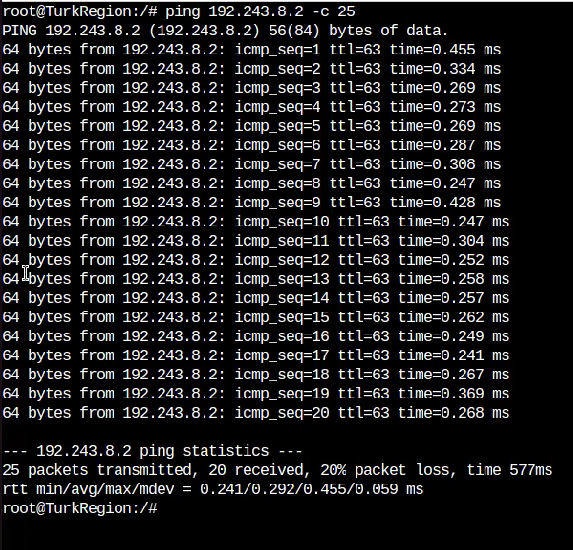 root@TurkRegion:/# ping 192.243.8.2 -c 25
PING 192.243.8.2 (192.243.8.2) 56(84) bytes of data.
64 bytes from 192.243.8.2: icmp_seq=1 ttl=63 time=0.455 ms
64 bytes from 192.243.8.2: icmp_seq=2 ttl=63 time=0.334 ms
64 bytes from 192.243.8.2: icmp_seq=3 ttl=63 time=0.269 ms
64 bytes from 192.243.8.2: icmp_seq=4 ttl=63 time=0.273 ms
64 bytes from 192.243.8.2: icmp_seq=5 ttl=63 time=0.269 ms
64 bytes from 192.243.8.2: icmp_seq=6 ttl=63 time=0.287 ms
64 bytes from 192.243.8.2: icmp_seq=7 ttl=63 time=0.308 ms
64 bytes from 192.243.8.2: icmp_seq=8 ttl=63 time=0.247 ms
64 bytes from 192.243.8.2: icmp_seq=9 ttl=63 time=0.428 ms
64 bytes from 192.243.8.2: icmp_seq=10 ttl=63 time=0.247 ms
64 bytes from 192.243.8.2: icmp_seq=11 ttl=63 time=0.304 ms
64 bytes from 192.243.8.2: icmp_seq=12 ttl=63 time=0.252 ms
64 bytes from 192.243.8.2: icmp_seq=13 ttl=63 time=0.258 ms
64 bytes from 192.243.8.2: icmp_seq=14 ttl=63 time=0.257 ms
64 bytes from 192.243.8.2: icmp_seq=15 ttl=63 time=0.262 ms
64 bytes from 192.243.8.2: icmp_seq=16 ttl=63 time=0.249 ms
64 bytes from 192.243.8.2: icmp_seq=17 ttl=63 time=0.241 ms
64 bytes from 192.243.8.2: icmp_seq=18 ttl=63 time=0.267 ms
64 bytes from 192.243.8.2: icmp_seq=19 ttl=63 time=0.369 ms
64 bytes from 192.243.8.2: icmp_seq=20 ttl=63 time=0.268 ms
--- 192.243.8.2 ping statistics ---
25 packets transmitted, 20 received, 20% packet loss, time 577ms
rtt min/avg/max/mdev = 0.241/0.292/0.455/0.059 ms
root@TurkRegion:/#